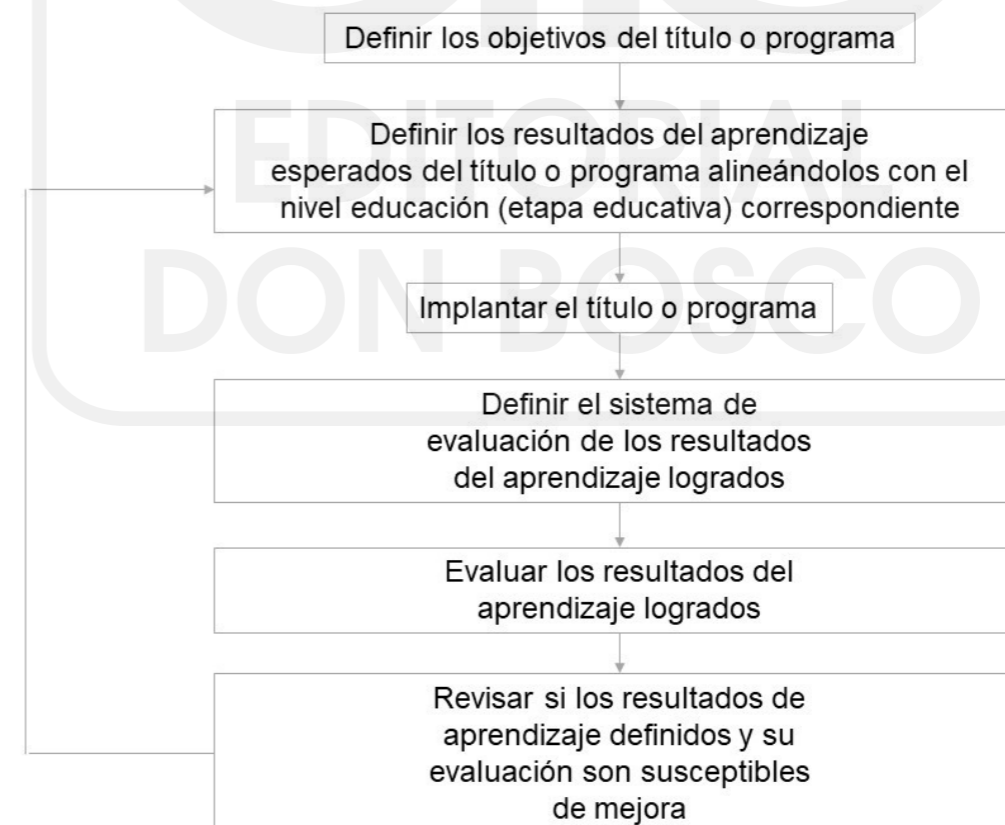 Definir los objetivos del título o programa
Definir los resultados del aprendizaje
esperados del título o programa alineándolos con el
nivel educación (etapa educativa) correspondiente
Implantar el título o programa
Definir el sistema de
evaluación de los resultados
del aprendizaje logrados
Evaluar los resultados del
aprendizaje logrados
Revisar si los resultados de
aprendizaje definidos y su
evaluación son susceptibles
de mejora
EDITORIAL
DON BOSCO